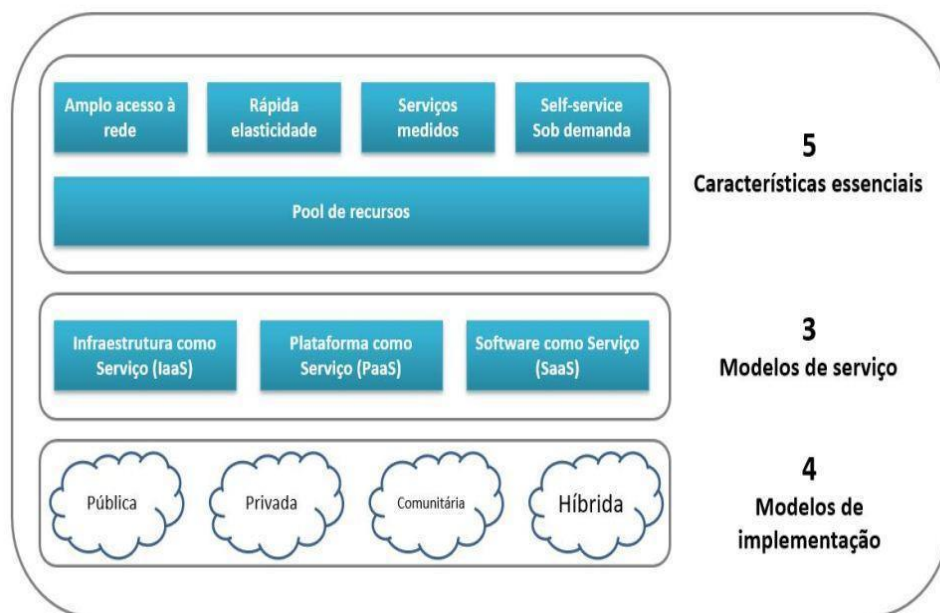 Amplo acesso à
rede
Rápida
elasticidade
Serviços
medidos
Self-service
Sob demanda
Pool de recursos
5
Características essenciais
Infraestrutura como
Serviço (IaaS)
Plataforma como
Serviço (PaaS)
Software como Serviço
(SaaS)
3
Modelos de serviço
Pública
Privada
Comunitária
Híbrida
4
Modelos de
implementação